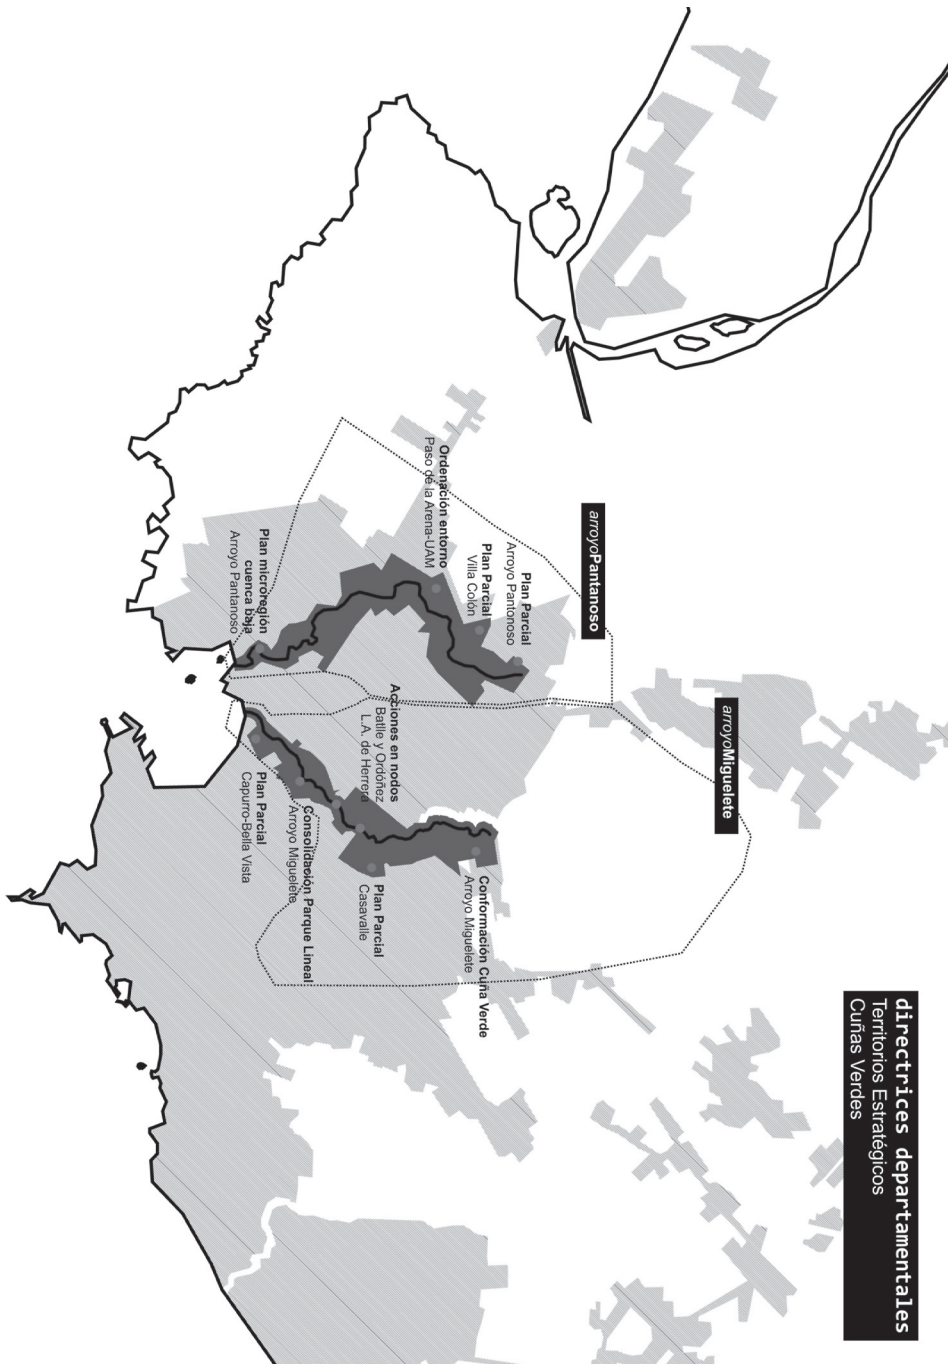 directrices departamentales
Territorios Estratégicos
Cuñas Verdes
arroyoMiguelete
arroyoPantanoso
Plan Parcial
Arroyo Pantonoso
Plan Parcial
Villa Colón
Ordenación entorno
Paso de la Arena-UAM
Plan microregión
cuenca baja
Arroyo Pantanoso
Acciones en nodos
Batlle y Ordóñez
L.A. de Herrera
Conformación Cuña Verde
Arroyo Miguelete
Plan Parcial
Casavalle
Consolidación Parque Lineal
Arroyo Miguelete
Plan Parcial
Capurro-Bella Vista